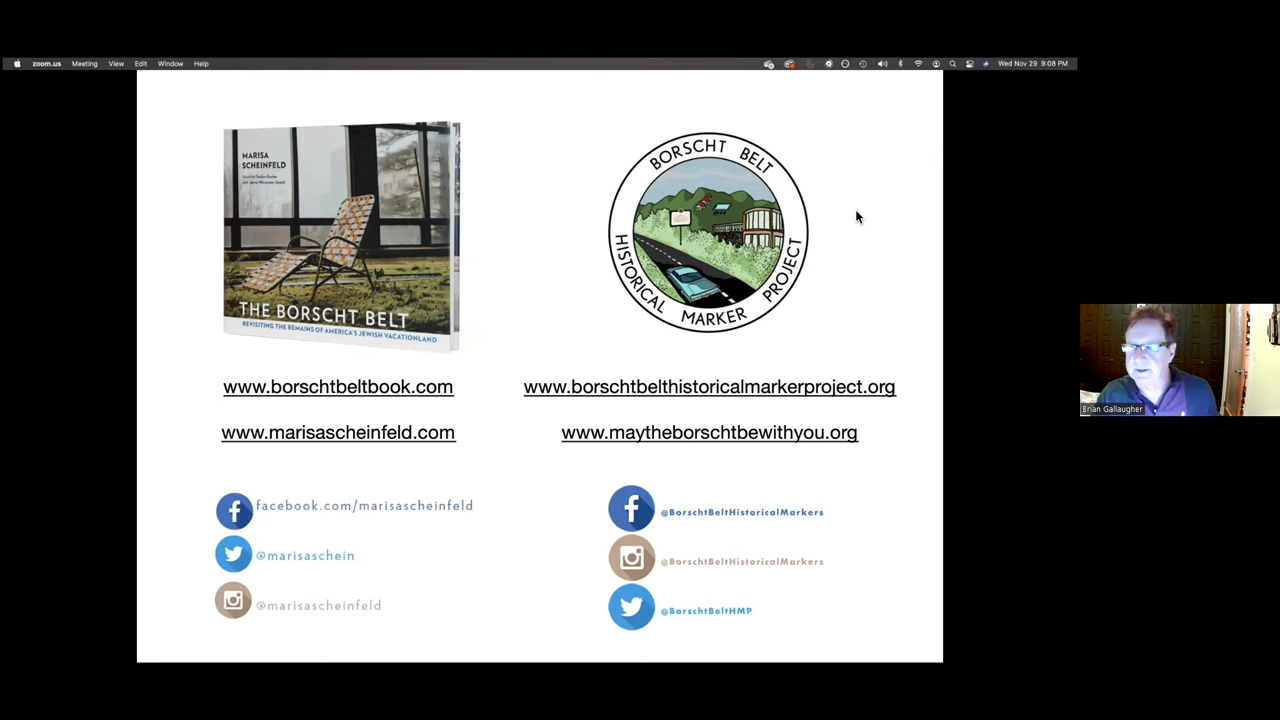 zoom.us Meeting View Edit Window Help Wed Nov 29 9:08 PM
MARISA
SCHEINFELD
THE BORSCHT BELT
REVISITING THE REMAINS OF AMERICA'S JEWISH VACATIONLAND
BORSCHT BELT
HISTORICAL MARKER PROJECT
www.borschtbeltbook.com
www.borschtbelthistoricalmarkerproject.org
www.marisascheinfeld.com
www.maytheborschtbewithyou.org
facebook.com/marisascheinfeld
@marisaschein
@marisascheinfeld
@BorschtBeltHistoricalMarkers
@BorschtBeltHistoricalMarkers
@BorschtBeltHMP
Brian Gallaugher